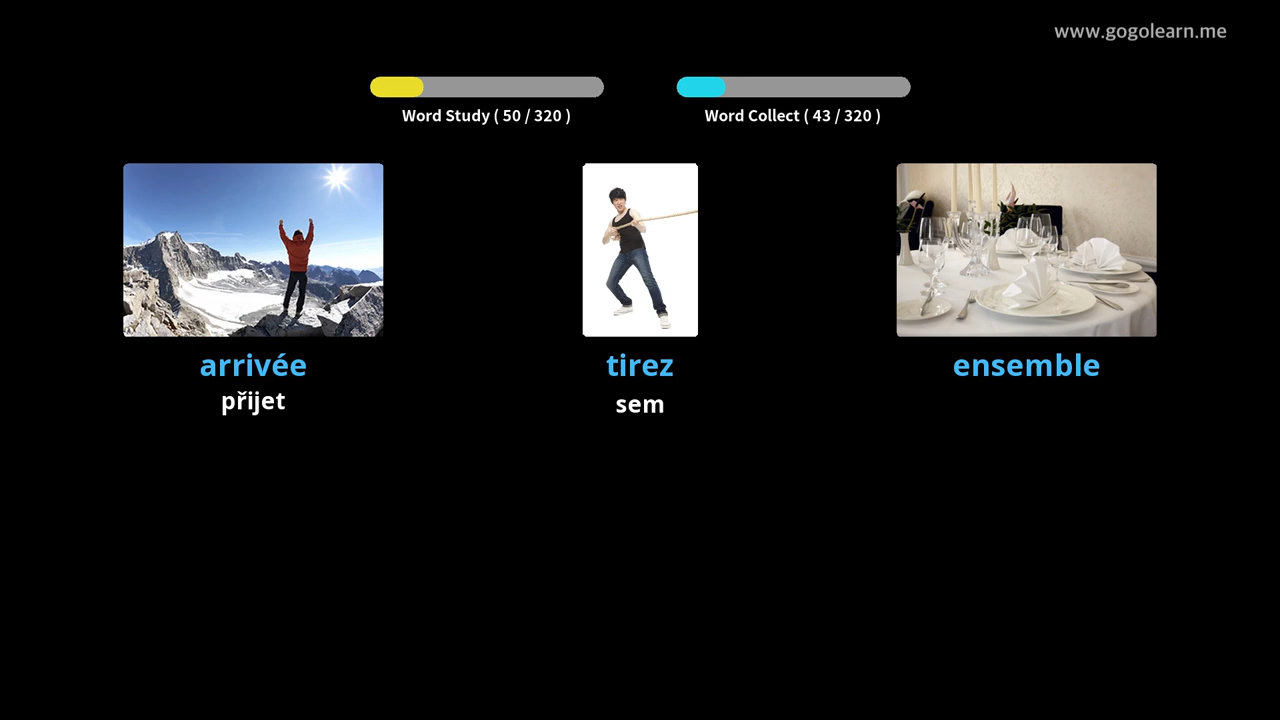 www.gogolearn.me
Word Study ( 50 / 320 )
Word Collect ( 43 / 320 )
arrivée
tirez
ensemble
přijet
sem